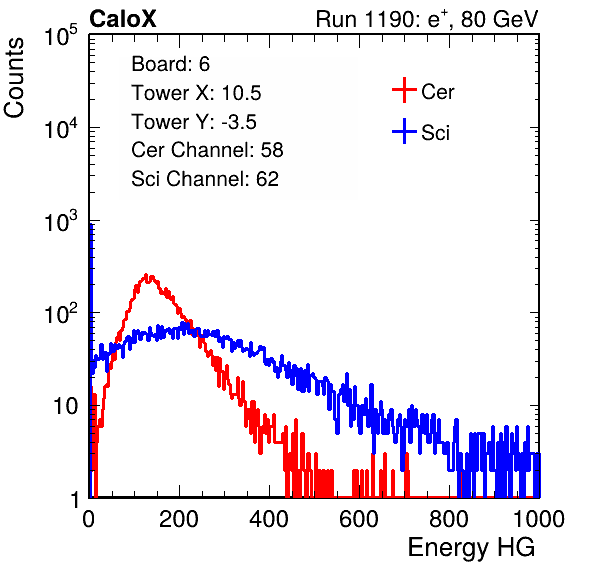 CaloX Run 1190: e⁺, 80 GeV
Counts
Board: 6
Tower X: 10.5
Tower Y: -3.5
Cer Channel: 58
Sci Channel: 62
Cer
Sci
10⁵
10⁴
10³
10²
10
1
0 200 400 600 800 1000
Energy HG